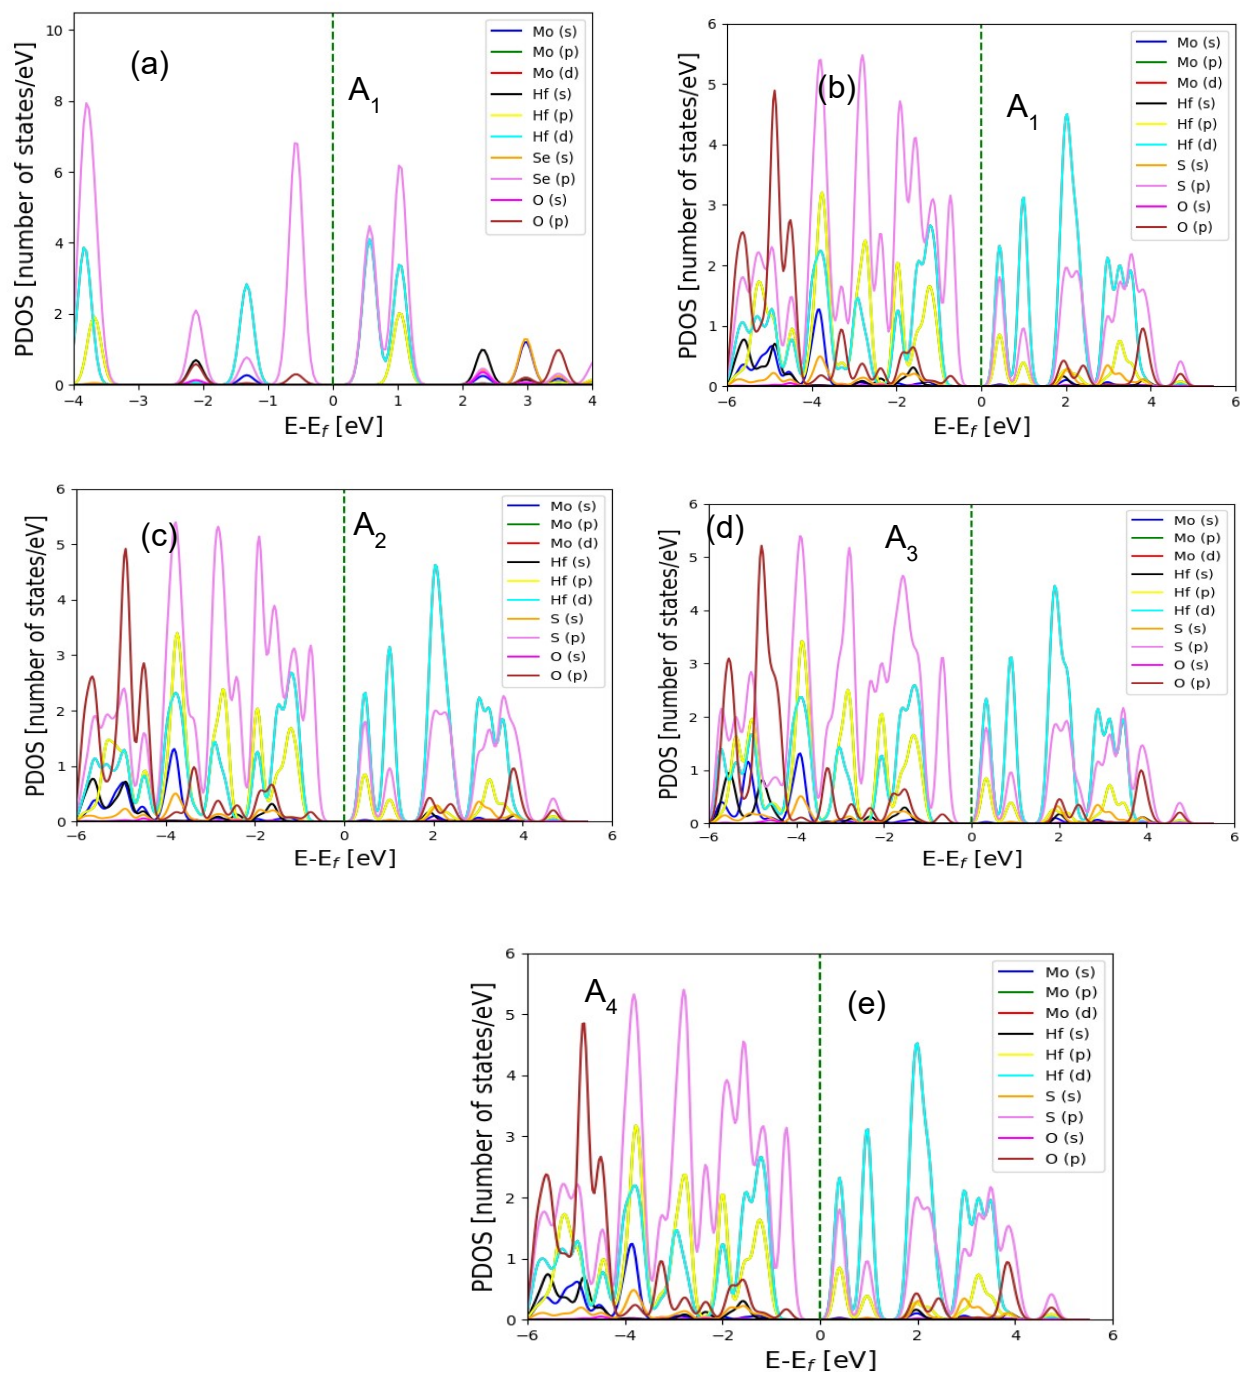 (a)
A1
PDOS [number of states/eV]
10
8
6
4
2
0
−4 −3 −2 −1 0 1 2 3 4
E-Ef [eV]
Mo (s)
Mo (p)
Mo (d)
Hf (s)
Hf (p)
Hf (d)
Se (s)
Se (p)
O (s)
O (p)
(b)
A1
PDOS [number of states/eV]
6
5
4
3
2
1
0
−6 −4 −2 0 2 4 6
E-Ef [eV]
Mo (s)
Mo (p)
Mo (d)
Hf (s)
Hf (p)
Hf (d)
S (s)
S (p)
O (s)
O (p)
(c)
A2
PDOS [number of states/eV]
6
5
4
3
2
1
0
−6 −4 −2 0 2 4 6
E-Ef [eV]
Mo (s)
Mo (p)
Mo (d)
Hf (s)
Hf (p)
Hf (d)
S (s)
S (p)
O (s)
O (p)
(d)
A3
PDOS [number of states/eV]
6
5
4
3
2
1
0
−6 −4 −2 0 2 4 6
E-Ef [eV]
Mo (s)
Mo (p)
Mo (d)
Hf (s)
Hf (p)
Hf (d)
S (s)
S (p)
O (s)
O (p)
A4
(e)
PDOS [number of states/eV]
6
5
4
3
2
1
0
−6 −4 −2 0 2 4 6
E-Ef [eV]
Mo (s)
Mo (p)
Mo (d)
Hf (s)
Hf (p)
Hf (d)
S (s)
S (p)
O (s)
O (p)